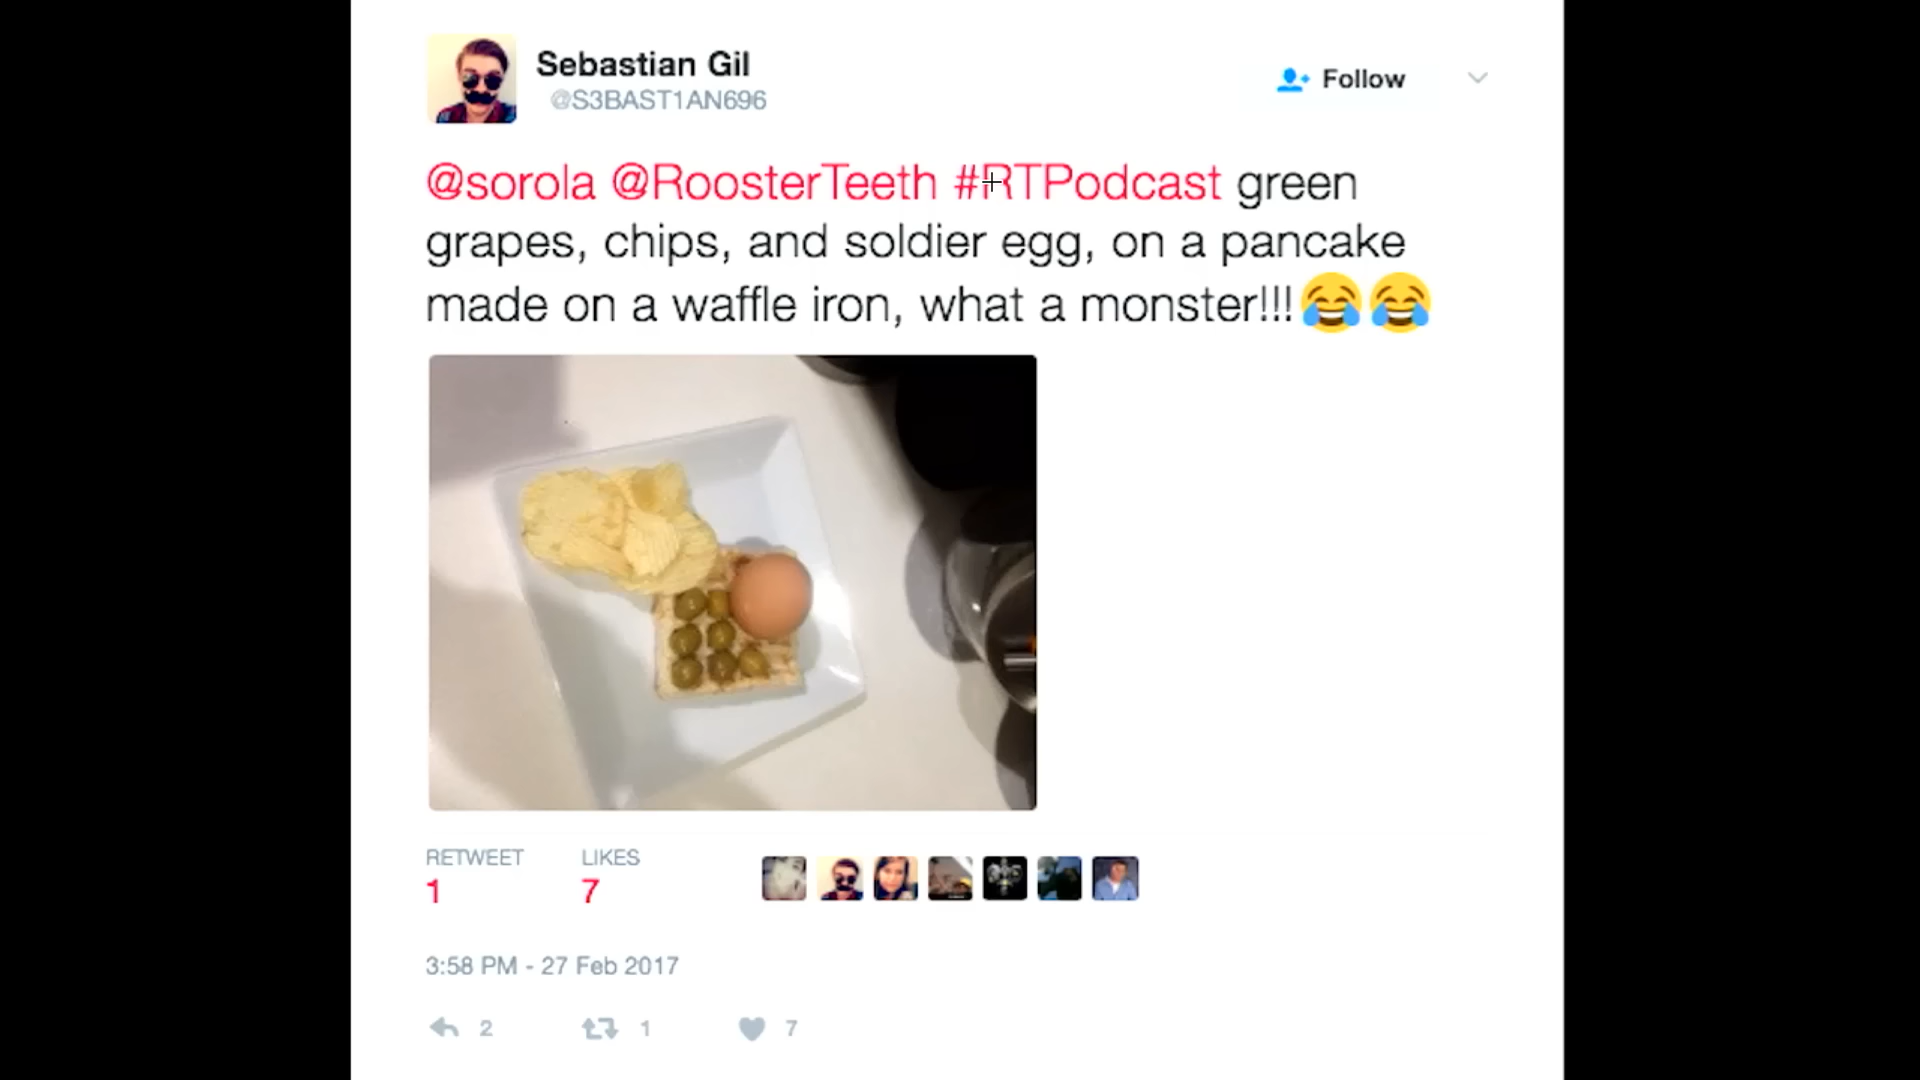 Sebastian Gil
@S3BAST1AN696
Follow
@sorola @RoosterTeeth #RTPodcast green
grapes, chips, and soldier egg, on a pancake
made on a waffle iron, what a monster!!!😂😂
RETWEET
1
LIKES
7
3:58 PM - 27 Feb 2017
2
1
7